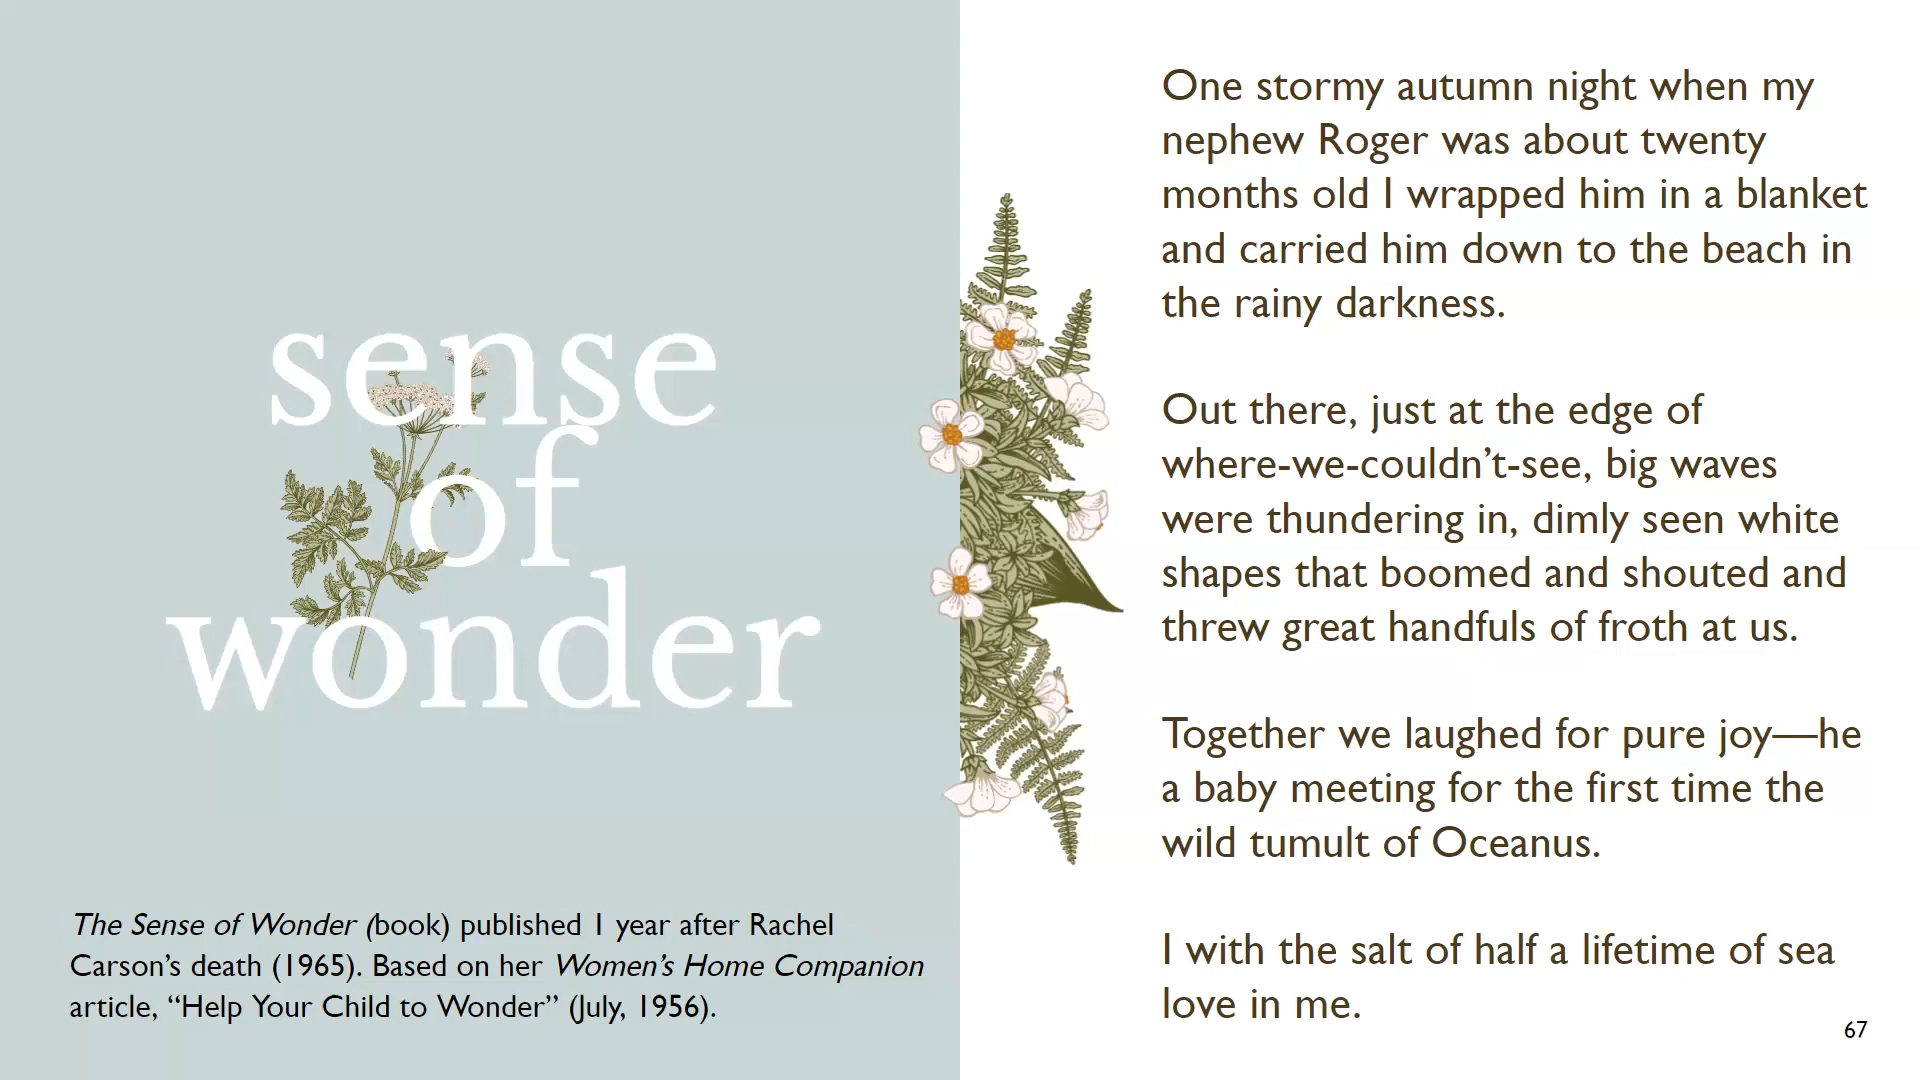 sense
of
wonder
The Sense of Wonder (book) published 1 year after Rachel
Carson’s death (1965). Based on her Women’s Home Companion
article, “Help Your Child to Wonder” (July, 1956).
One stormy autumn night when my
nephew Roger was about twenty
months old I wrapped him in a blanket
and carried him down to the beach in
the rainy darkness.
Out there, just at the edge of
where-we-couldn’t-see, big waves
were thundering in, dimly seen white
shapes that boomed and shouted and
threw great handfuls of froth at us.
Together we laughed for pure joy—he
a baby meeting for the first time the
wild tumult of Oceanus.
I with the salt of half a lifetime of sea
love in me.
67